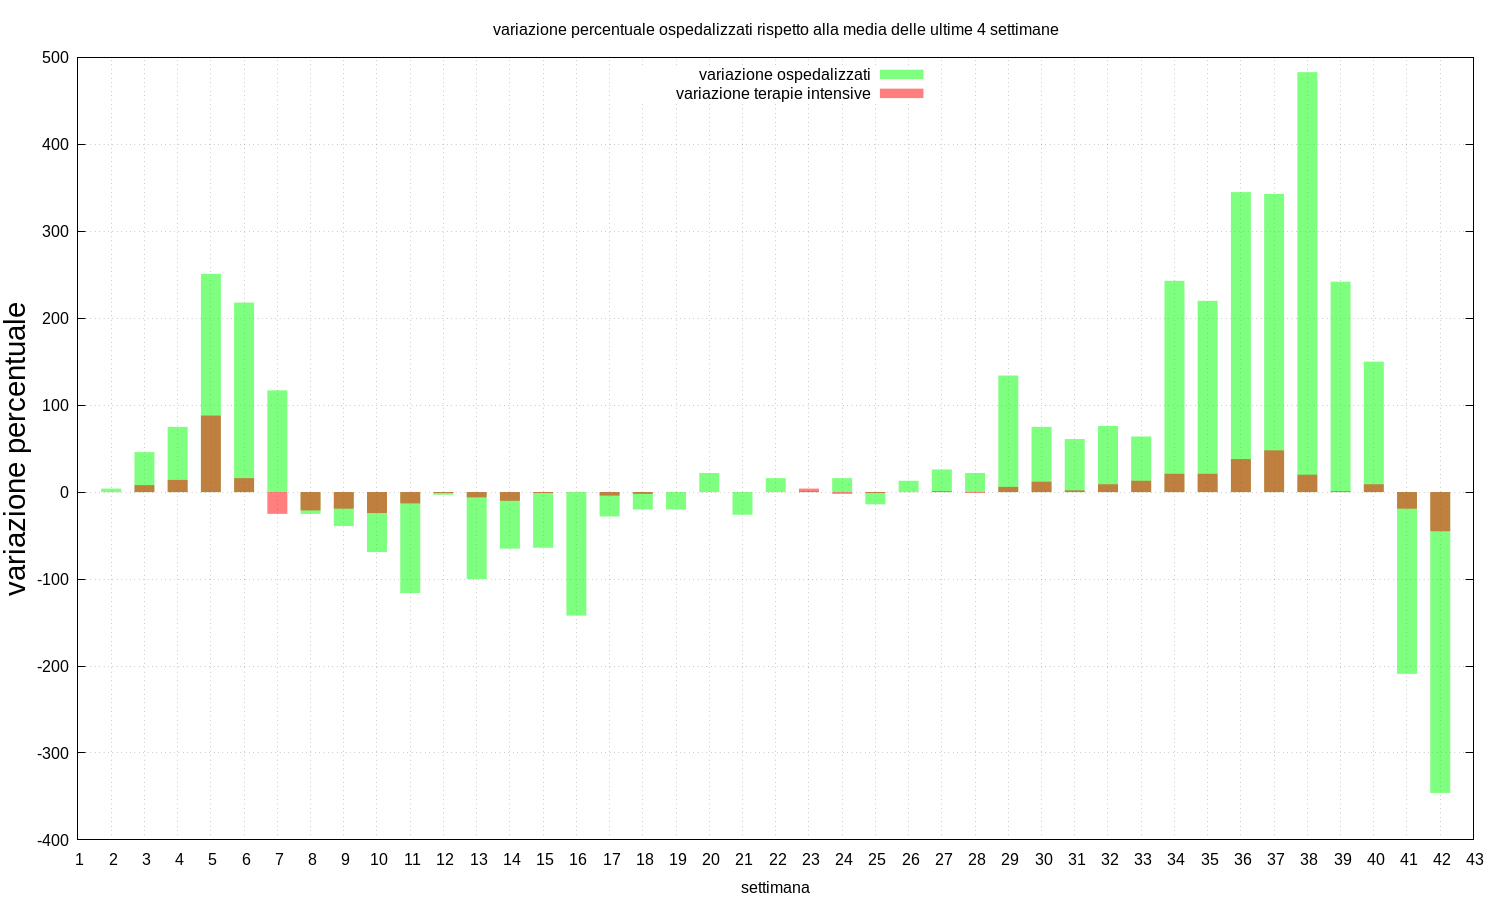 variazione percentuale ospedalizzati rispetto alla media delle ultime 4 settimane
variazione ospedalizzati
variazione terapie intensive
variazione percentuale
500
400
300
200
100
0
-100
-200
-300
-400
1 2 3 4 5 6 7 8 9 10 11 12 13 14 15 16 17 18 19 20 21 22 23 24 25 26 27 28 29 30 31 32 33 34 35 36 37 38 39 40 41 42 43
settimana